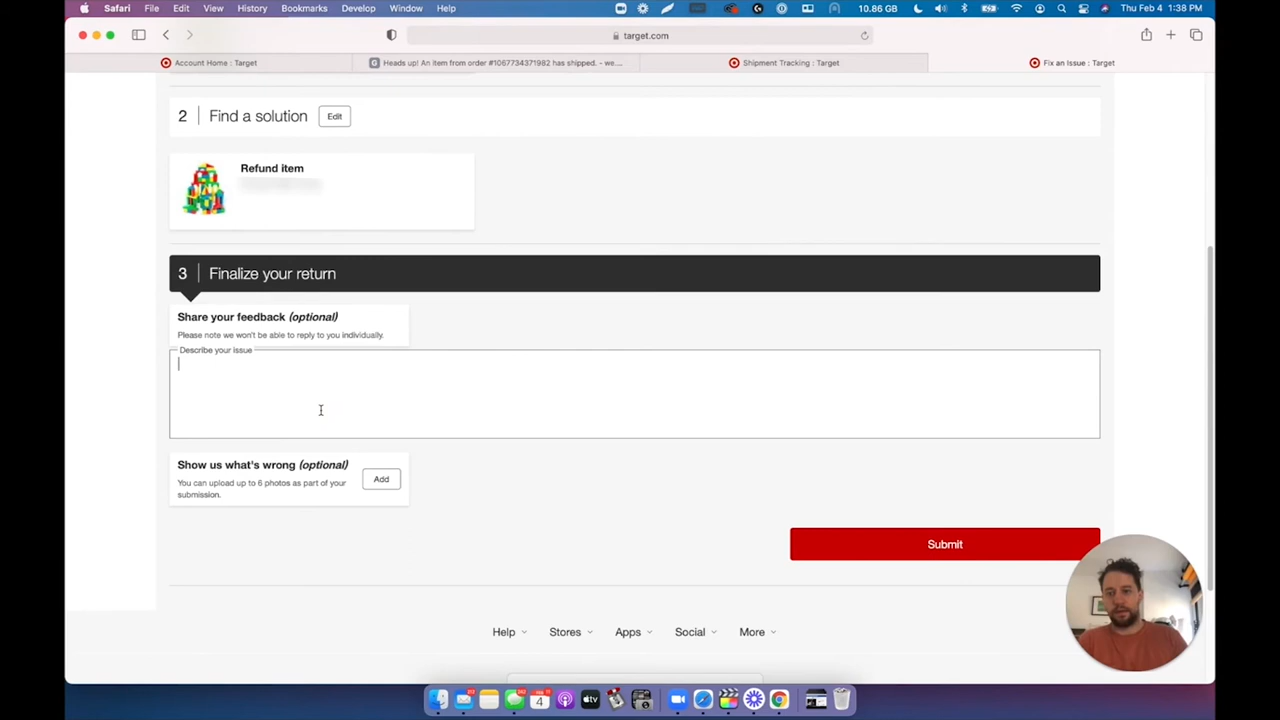 Safari File Edit View History Bookmarks Develop Window Help 10.86 GB Thu Feb 4 1:38 PM
target.com
Account Home : Target
Heads up! An item from order #1067734371982 has shipped. - we...
Shipment Tracking : Target
Fix an Issue : Target
2 Find a solution Edit
Refund item
3 Finalize your return
Share your feedback (optional)
Please note we won't be able to reply to you individually.
Describe your issue
Show us what's wrong (optional)
You can upload up to 6 photos as part of your
submission.
Add
Submit
Help Stores Apps Social More